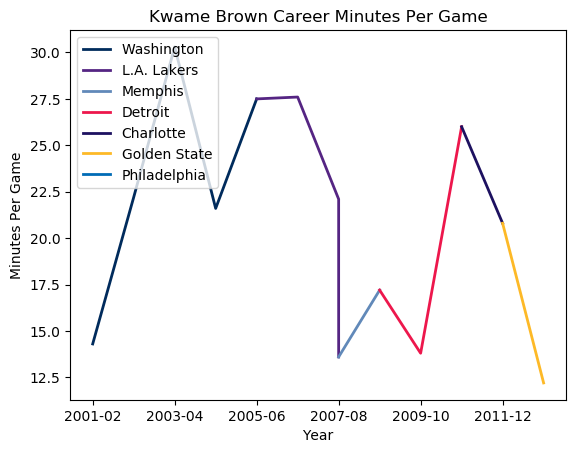 Kwame Brown Career Minutes Per Game
30.0
27.5
25.0
22.5
20.0
17.5
15.0
12.5
Minutes Per Game
Washington
L.A. Lakers
Memphis
Detroit
Charlotte
Golden State
Philadelphia
2001-02 2003-04 2005-06 2007-08 2009-10 2011-12
Year